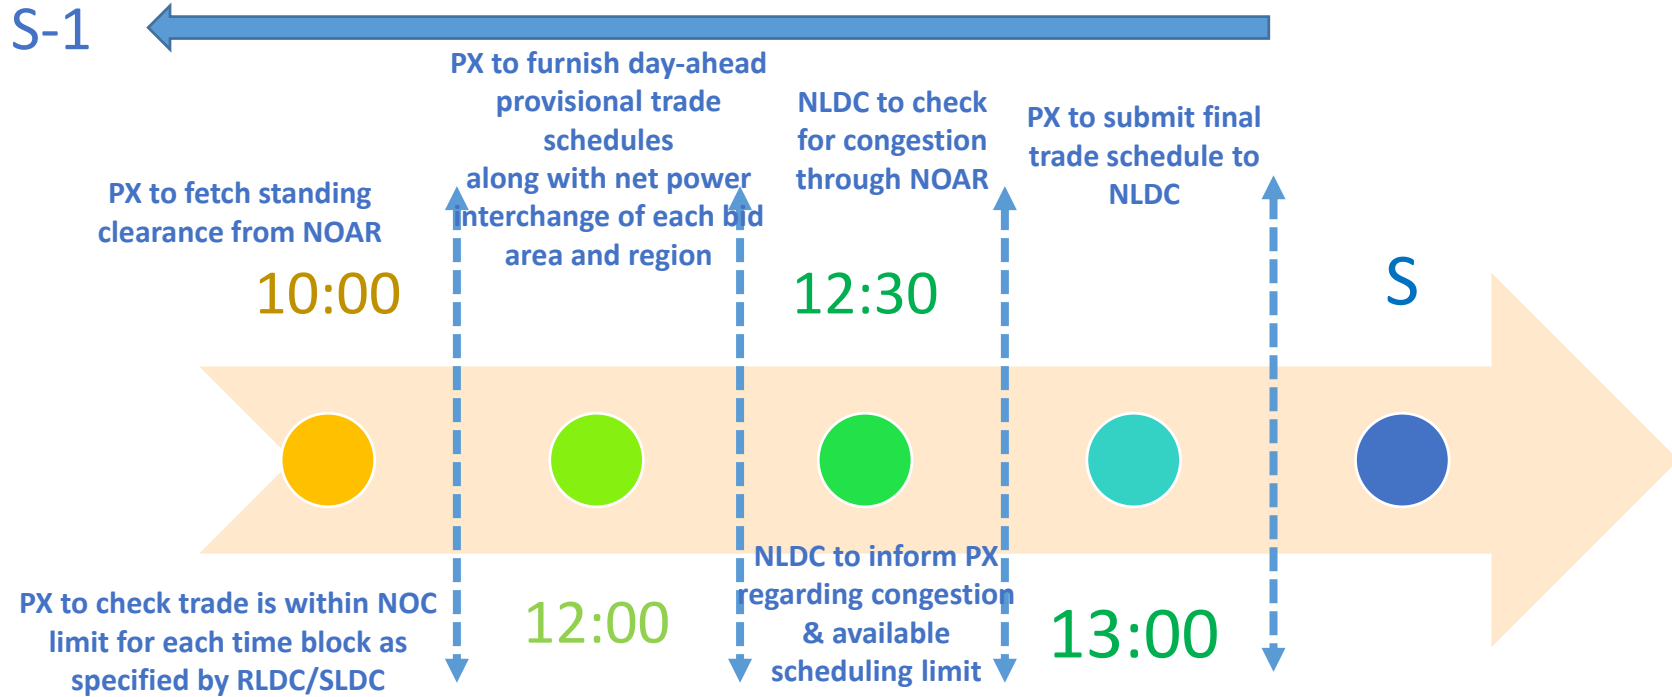 S-1
PX to fetch standing
clearance from NOAR
10:00
PX to check trade is within NOC
limit for each time block as
specified by RLDC/SLDC
PX to furnish day-ahead
provisional trade
schedules
along with net power
interchange of each bid
area and region
12:00
NLDC to check
for congestion
through NOAR
12:30
NLDC to inform PX
regarding congestion
& available
scheduling limit
PX to submit final
trade schedule to
NLDC
13:00
S